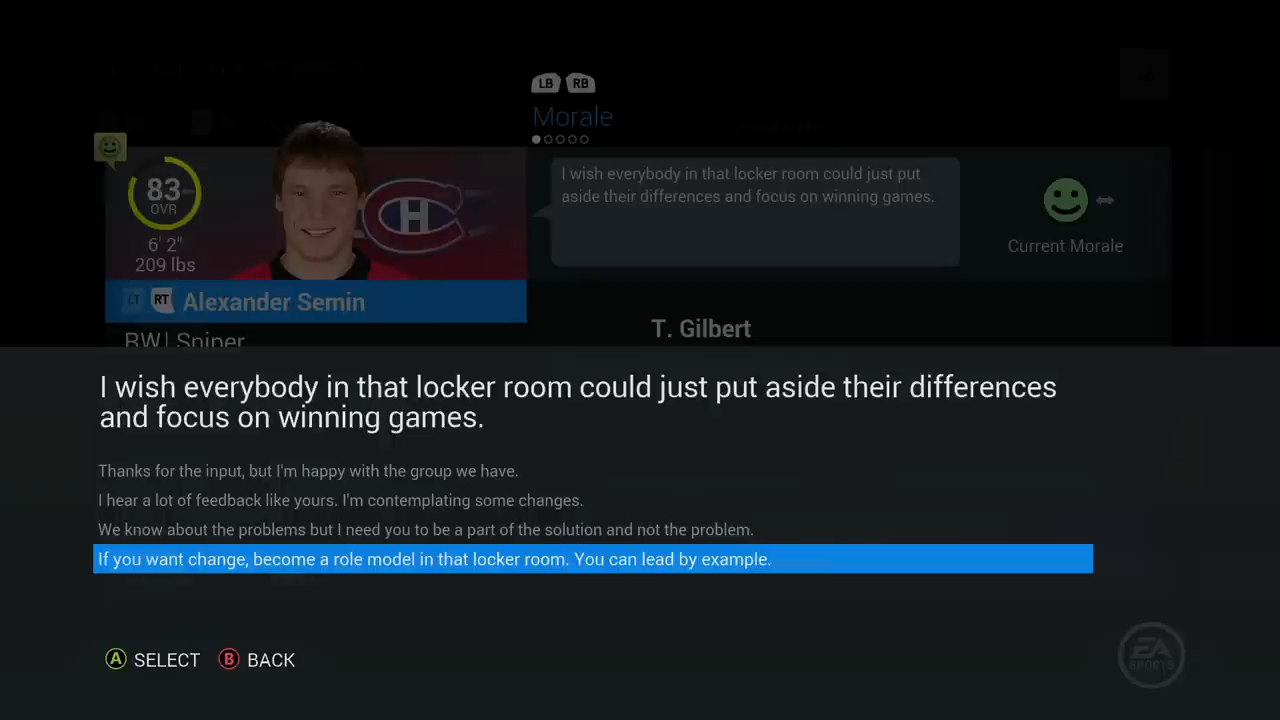 LB RB
Morale
83
OVR
6' 2"
209 lbs
I wish everybody in that locker room could just put
aside their differences and focus on winning games.
Current Morale
LT RT Alexander Semin
RW| Sniper
T. Gilbert
I wish everybody in that locker room could just put aside their differences
and focus on winning games.
Thanks for the input, but I'm happy with the group we have.
I hear a lot of feedback like yours. I'm contemplating some changes.
We know about the problems but I need you to be a part of the solution and not the problem.
If you want change, become a role model in that locker room. You can lead by example.
A SELECT B BACK
EA
SPORTS